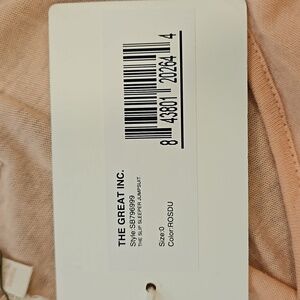 8 43801 20264 4
THE GREAT INC.
Style:SB796999
THE SLIP SLEEPER JUMPSUIT.
Size:0
Color:ROSDU